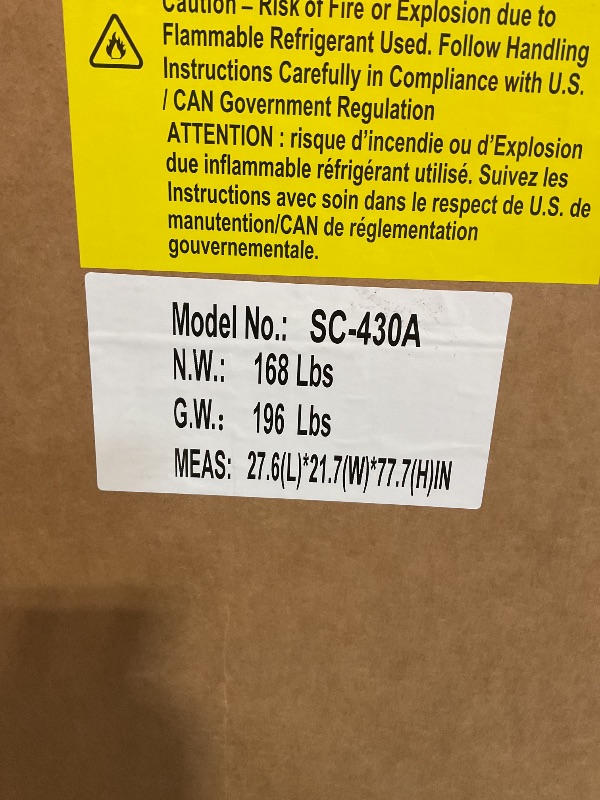 Caution – Risk of Fire or Explosion due to
Flammable Refrigerant Used. Follow Handling
Instructions Carefully in Compliance with U.S.
/ CAN Government Regulation
ATTENTION : risque d'incendie ou d'Explosion
due inflammable réfrigérant utilisé. Suivez les
Instructions avec soin dans le respect de U.S. de
manutention/CAN de réglementation
gouvernementale.
Model No.: SC-430A
N.W.: 168 Lbs
G.W.: 196 Lbs
MEAS: 27.6(L)*21.7(W)*77.7(H)IN